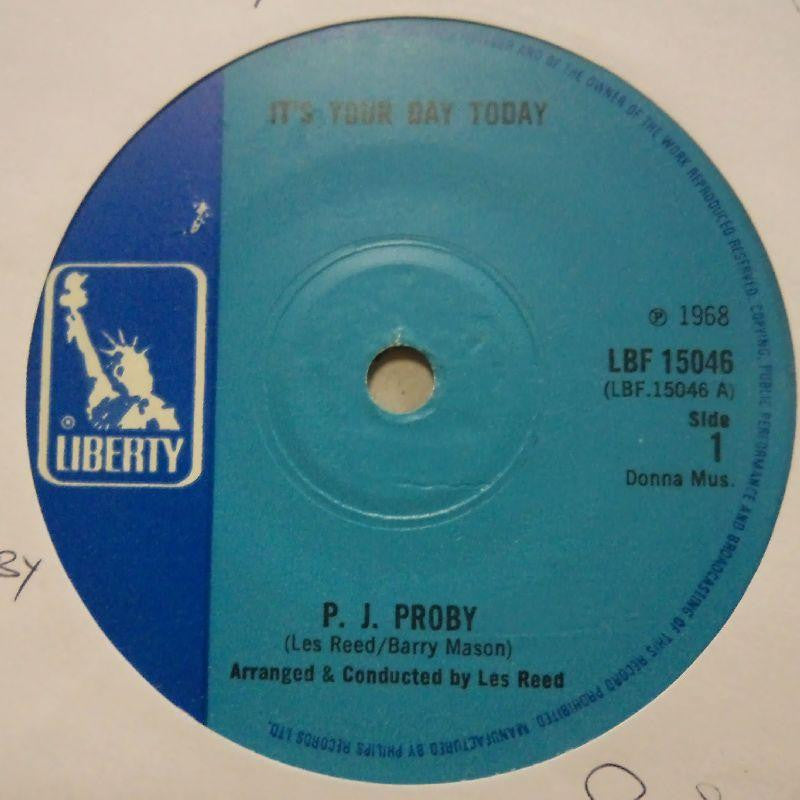 IT'S YOUR DAY TODAY
℗ 1968
LBF 15046
(LBF.15046 A)
Side
1
Donna Mus.
® LIBERTY
P. J. PROBY
(Les Reed/Barry Mason)
Arranged & Conducted by Les Reed
AND OF THE OWNER OF THE WORK REPRODUCED RESERVED. COPYING, PUBLIC PERFORMANCE AND BROADCASTING OF THIS RECORD PROHIBITED. MANUFACTURED BY PHILIPS RECORDS LTD.
BY